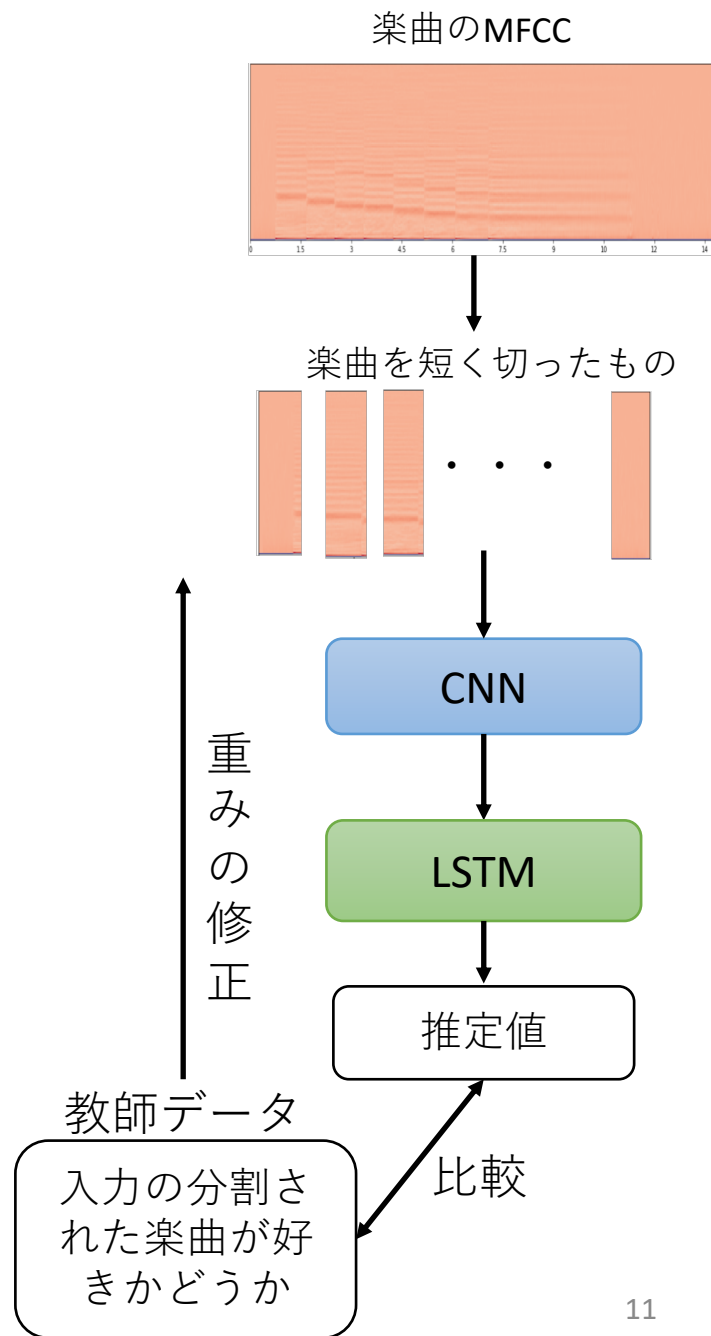 楽曲のMFCC
0 1.5 3 4.5 6 7.5 9 10 12 14
楽曲を短く切ったもの
・・・
CNN
重みの修正
LSTM
推定値
教師データ
比較
入力の分割さ
れた楽曲が好
きかどうか
11